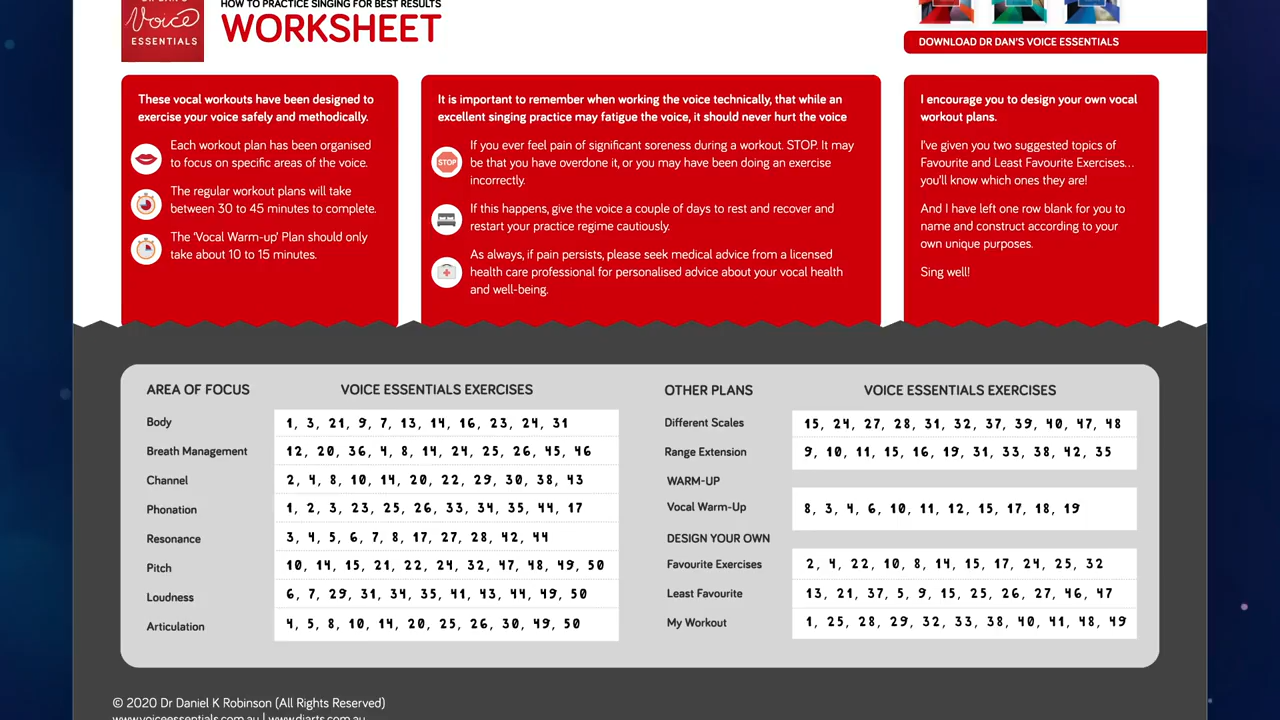 HOW TO PRACTICE SINGING FOR BEST RESULTS
WORKSHEET
DR DAN'S
Voice
ESSENTIALS
DOWNLOAD DR DAN'S VOICE ESSENTIALS
These vocal workouts have been designed to
exercise your voice safely and methodically.
Each workout plan has been organised
to focus on specific areas of the voice.
The regular workout plans will take
between 30 to 45 minutes to complete.
The 'Vocal Warm-up' Plan should only
take about 10 to 15 minutes.
It is important to remember when working the voice technically, that while an
excellent singing practice may fatigue the voice, it should never hurt the voice
STOP
If you ever feel pain of significant soreness during a workout. STOP. It may
be that you have overdone it, or you may have been doing an exercise
incorrectly.
If this happens, give the voice a couple of days to rest and recover and
restart your practice regime cautiously.
As always, if pain persists, please seek medical advice from a licensed
health care professional for personalised advice about your vocal health
and well-being.
I encourage you to design your own vocal
workout plans.
I've given you two suggested topics of
Favourite and Least Favourite Exercises...
you'll know which ones they are!
And I have left one row blank for you to
name and construct according to your
own unique purposes.
Sing well!
AREA OF FOCUS VOICE ESSENTIALS EXERCISES
Body 1, 3, 21, 9, 7, 13, 14, 16, 23, 24, 31
Breath Management 12, 20, 36, 4, 8, 14, 24, 25, 26, 45, 46
Channel 2, 4, 8, 10, 14, 20, 22, 29, 30, 38, 43
Phonation 1, 2, 3, 23, 25, 26, 33, 34, 35, 44, 17
Resonance 3, 4, 5, 6, 7, 8, 17, 27, 28, 42, 44
Pitch 10, 14, 15, 21, 22, 24, 32, 47, 48, 49, 50
Loudness 6, 7, 29, 31, 34, 35, 41, 43, 44, 49, 50
Articulation 4, 5, 8, 10, 14, 20, 25, 26, 30, 49, 50
OTHER PLANS VOICE ESSENTIALS EXERCISES
Different Scales 15, 24, 27, 28, 31, 32, 37, 39, 40, 47, 48
Range Extension 9, 10, 11, 15, 16, 19, 31, 33, 38, 42, 35
WARM-UP
Vocal Warm-Up 8, 3, 4, 6, 10, 11, 12, 15, 17, 18, 19
DESIGN YOUR OWN
Favourite Exercises 2, 4, 22, 10, 8, 14, 15, 17, 24, 25, 32
Least Favourite 13, 21, 37, 5, 9, 15, 25, 26, 27, 46, 47
My Workout 1, 25, 28, 29, 32, 33, 38, 40, 41, 48, 49
© 2020 Dr Daniel K Robinson (All Rights Reserved)
www.voiceessentials.com.au | www.djarts.com.au